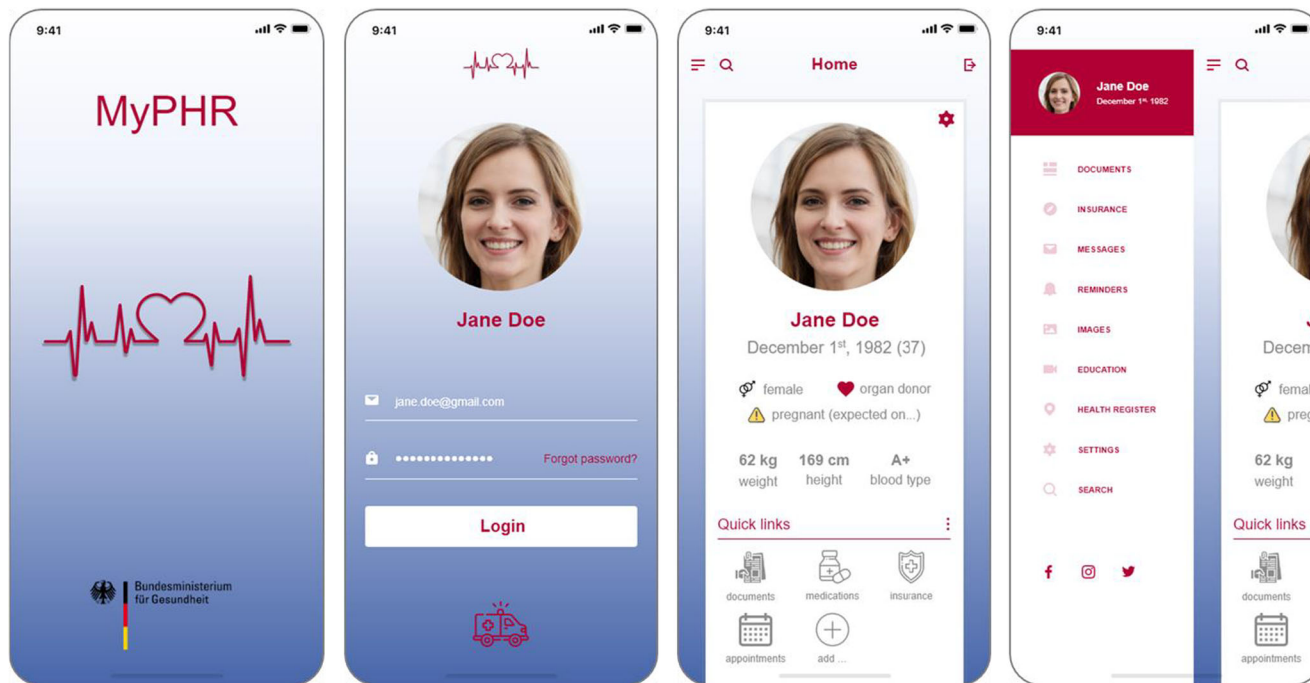 9:41
MyPHR
Bundesministerium
für Gesundheit
9:41
Jane Doe
jane.doe@gmail.com
Forgot password?
Login
9:41
Home
Jane Doe
December 1st, 1982 (37)
female organ donor
pregnant (expected on...)
62 kg 169 cm A+
weight height blood type
Quick links
documents medications insurance
appointments add ...
9:41
Jane Doe
December 1st, 1982
DOCUMENTS
INSURANCE
MESSAGES
REMINDERS
IMAGES
EDUCATION
HEALTH REGISTER
SETTINGS
SEARCH
J
Decem
femal
preg
62 kg
weight
Quick links
documents
appointments